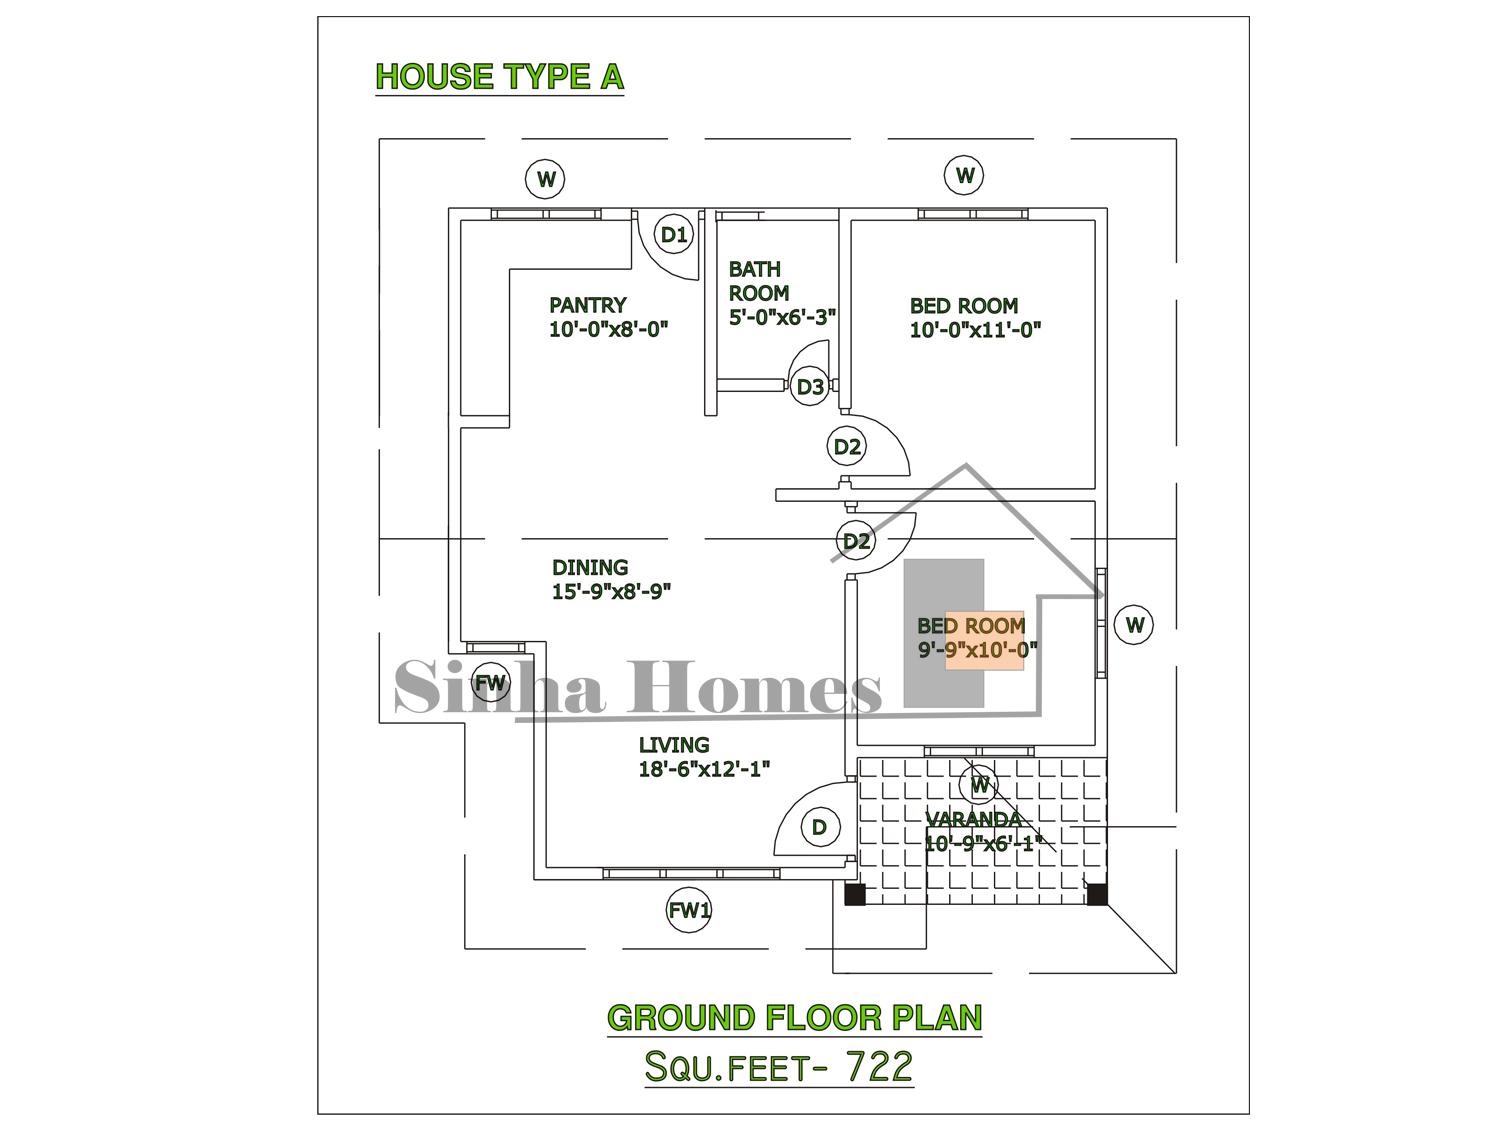 HOUSE TYPE A
W
W
D1
BATH
ROOM
5'-0"x6'-3"
PANTRY
10'-0"x8'-0"
BED ROOM
10'-0"x11'-0"
D3
D2
D2
DINING
15'-9"x8'-9"
BED ROOM
9'-9"x10'-0"
W
FW
Sinha Homes
LIVING
18'-6"x12'-1"
W
D
VARANDA
10'-9"x6'-1"
FW1
GROUND FLOOR PLAN
SQU.FEET- 722